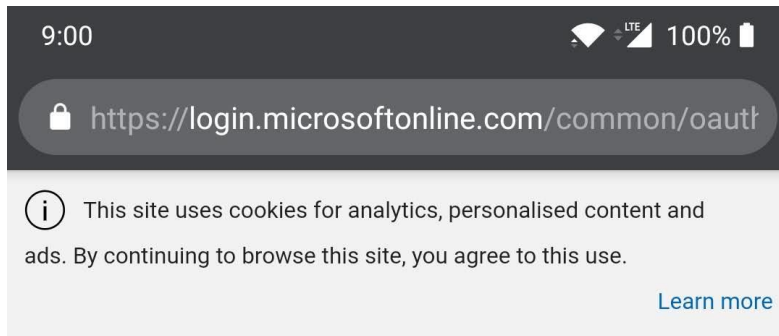 9:00 LTE 100%
https://login.microsoftonline.com/common/oauth
i This site uses cookies for analytics, personalised content and
ads. By continuing to browse this site, you agree to this use.
Learn more